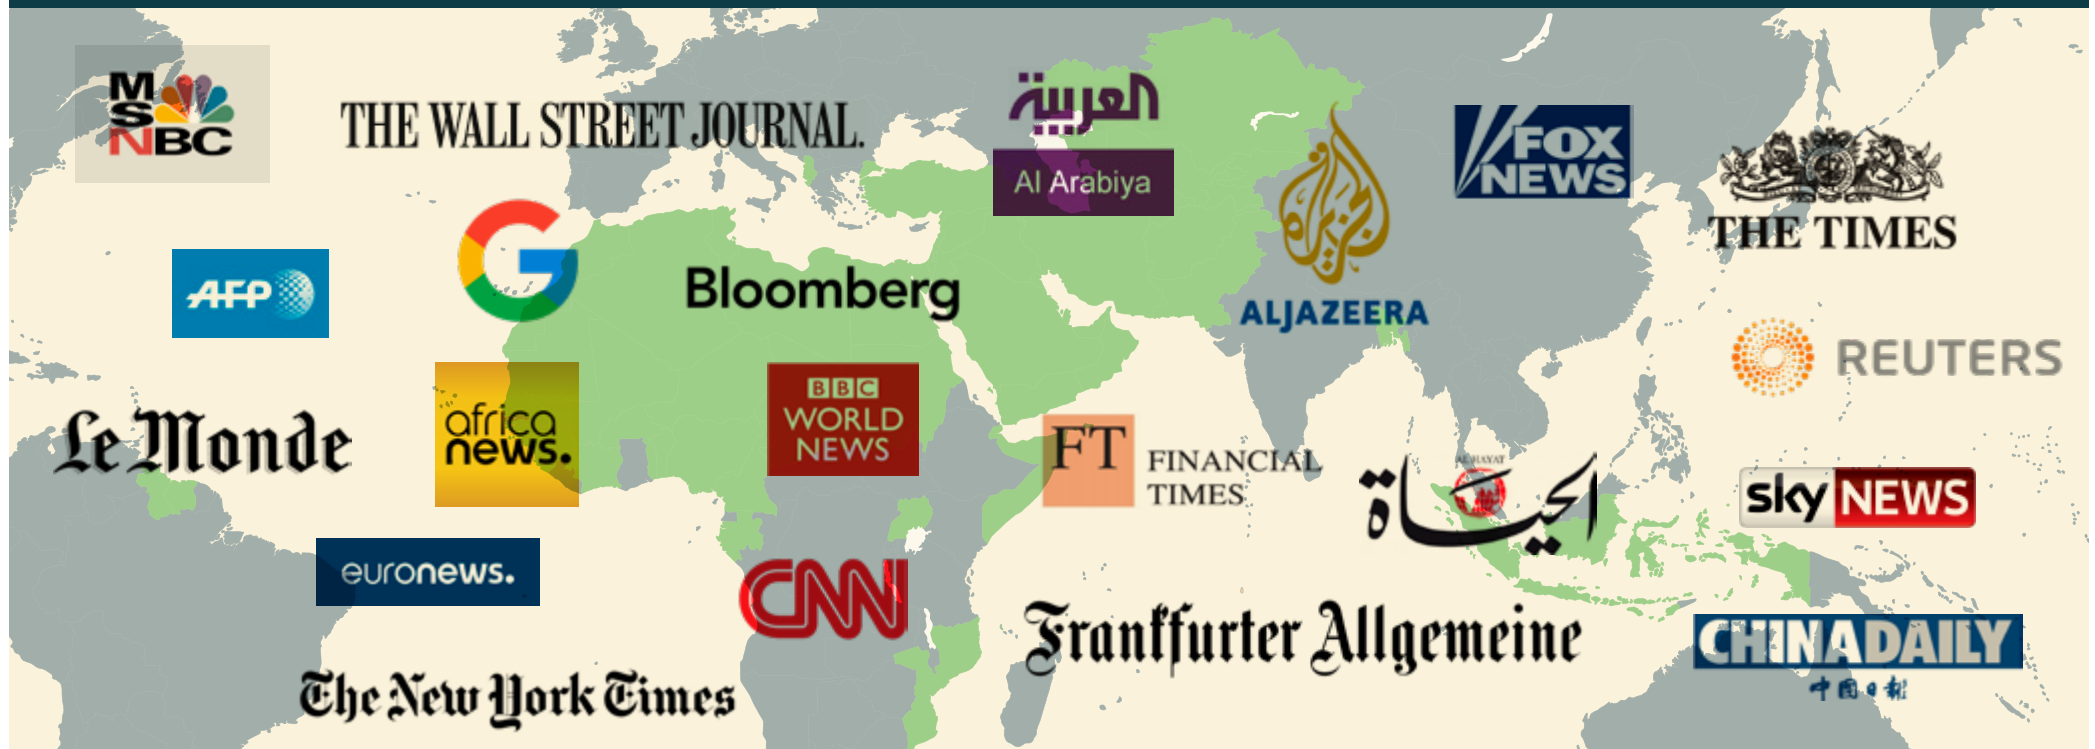 MSNBC
THE WALL STREET JOURNAL.
العربية
Al Arabiya
الجزيرة
ALJAZEERA
FOX
NEWS
THE TIMES
AFP
G
Bloomberg
REUTERS
Le Monde
africa
news.
BBC
WORLD
NEWS
FT
FINANCIAL
TIMES
AL HAYAT
الحياة
sky NEWS
euronews.
CNN
Frankfurter Allgemeine
CHINADAILY
中国日报
The New York Times